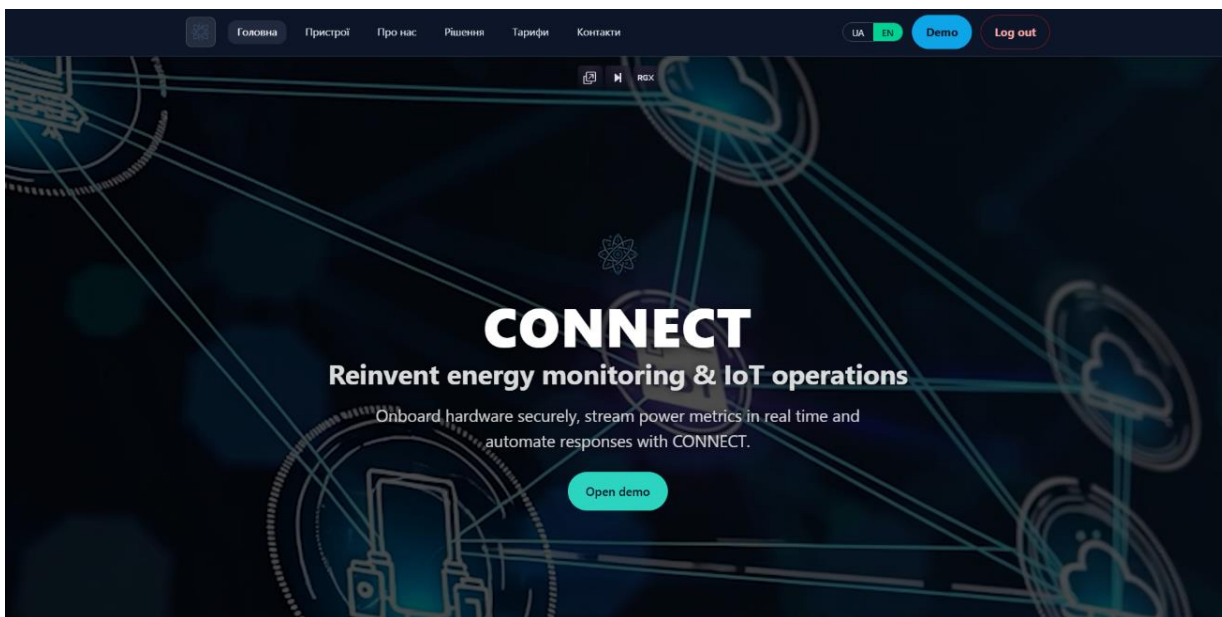 Головна Пристрої Про нас Рішення Тарифи Контакти UA EN Demo Log out
RGX
CONNECT
Reinvent energy monitoring & IoT operations
Onboard hardware securely, stream power metrics in real time and
automate responses with CONNECT.
Open demo